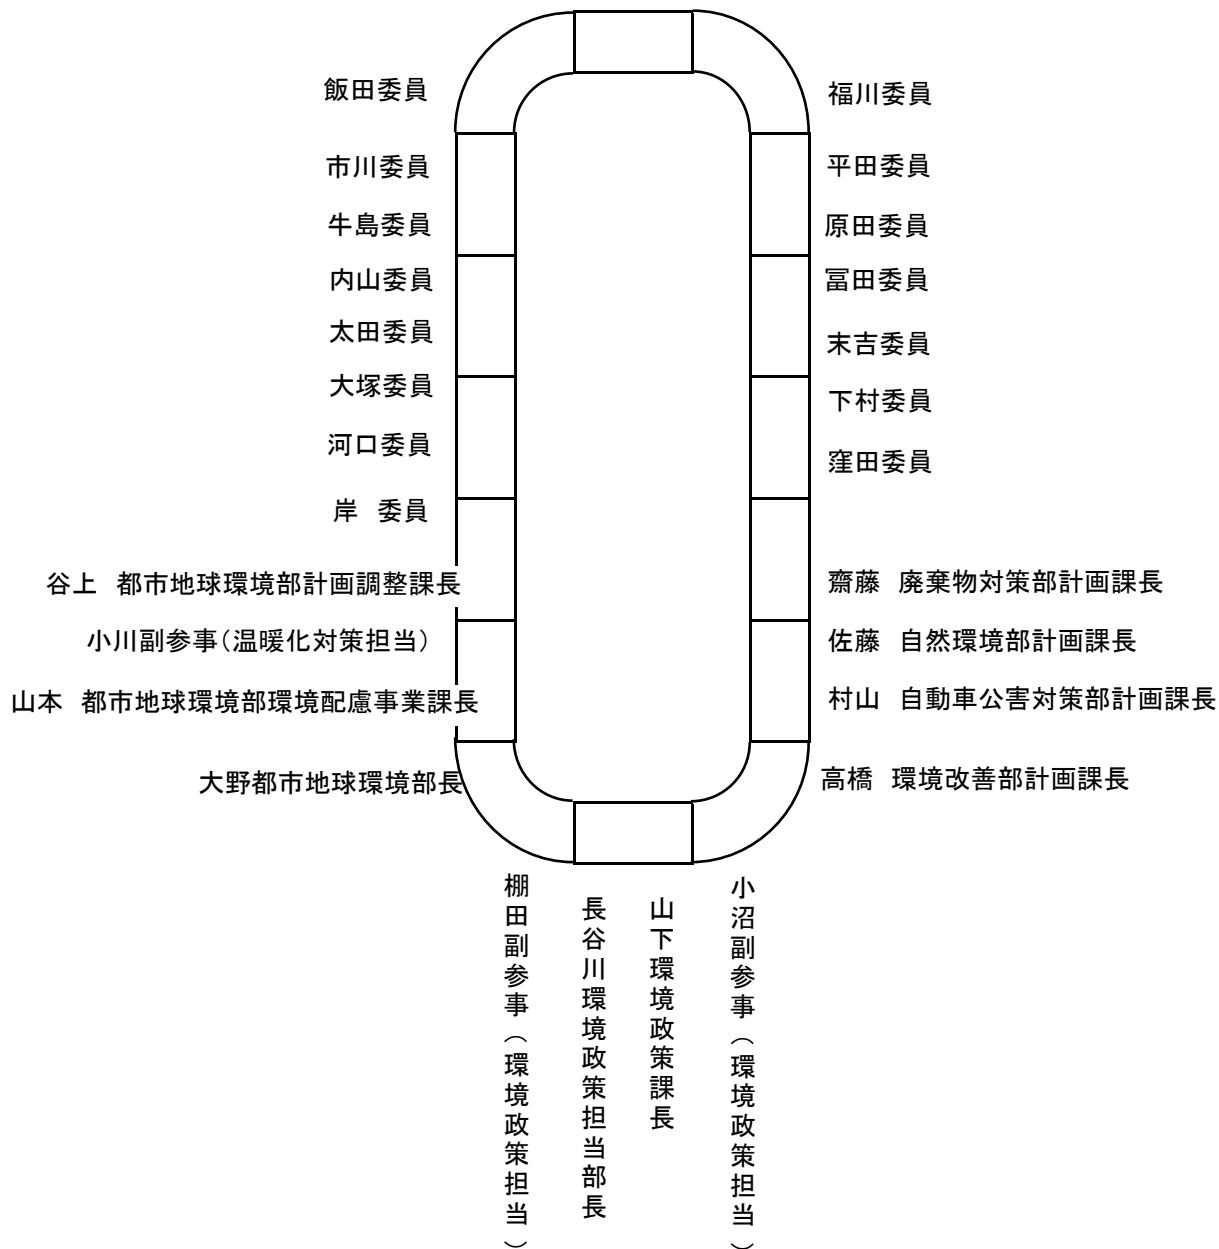 飯田委員
市川委員
牛島委員
内山委員
太田委員
大塚委員
河口委員
岸　委員
谷上　都市地球環境部計画調整課長
小川副参事（温暖化対策担当）
山本　都市地球環境部環境配慮事業課長
大野都市地球環境部長
福川委員
平田委員
原田委員
冨田委員
末吉委員
下村委員
窪田委員
齋藤　廃棄物対策部計画課長
佐藤　自然環境部計画課長
村山　自動車公害対策部計画課長
高橋　環境改善部計画課長
棚田副参事（環境政策担当）
長谷川環境政策担当部長
山下環境政策課長
小沼副参事（環境政策担当）